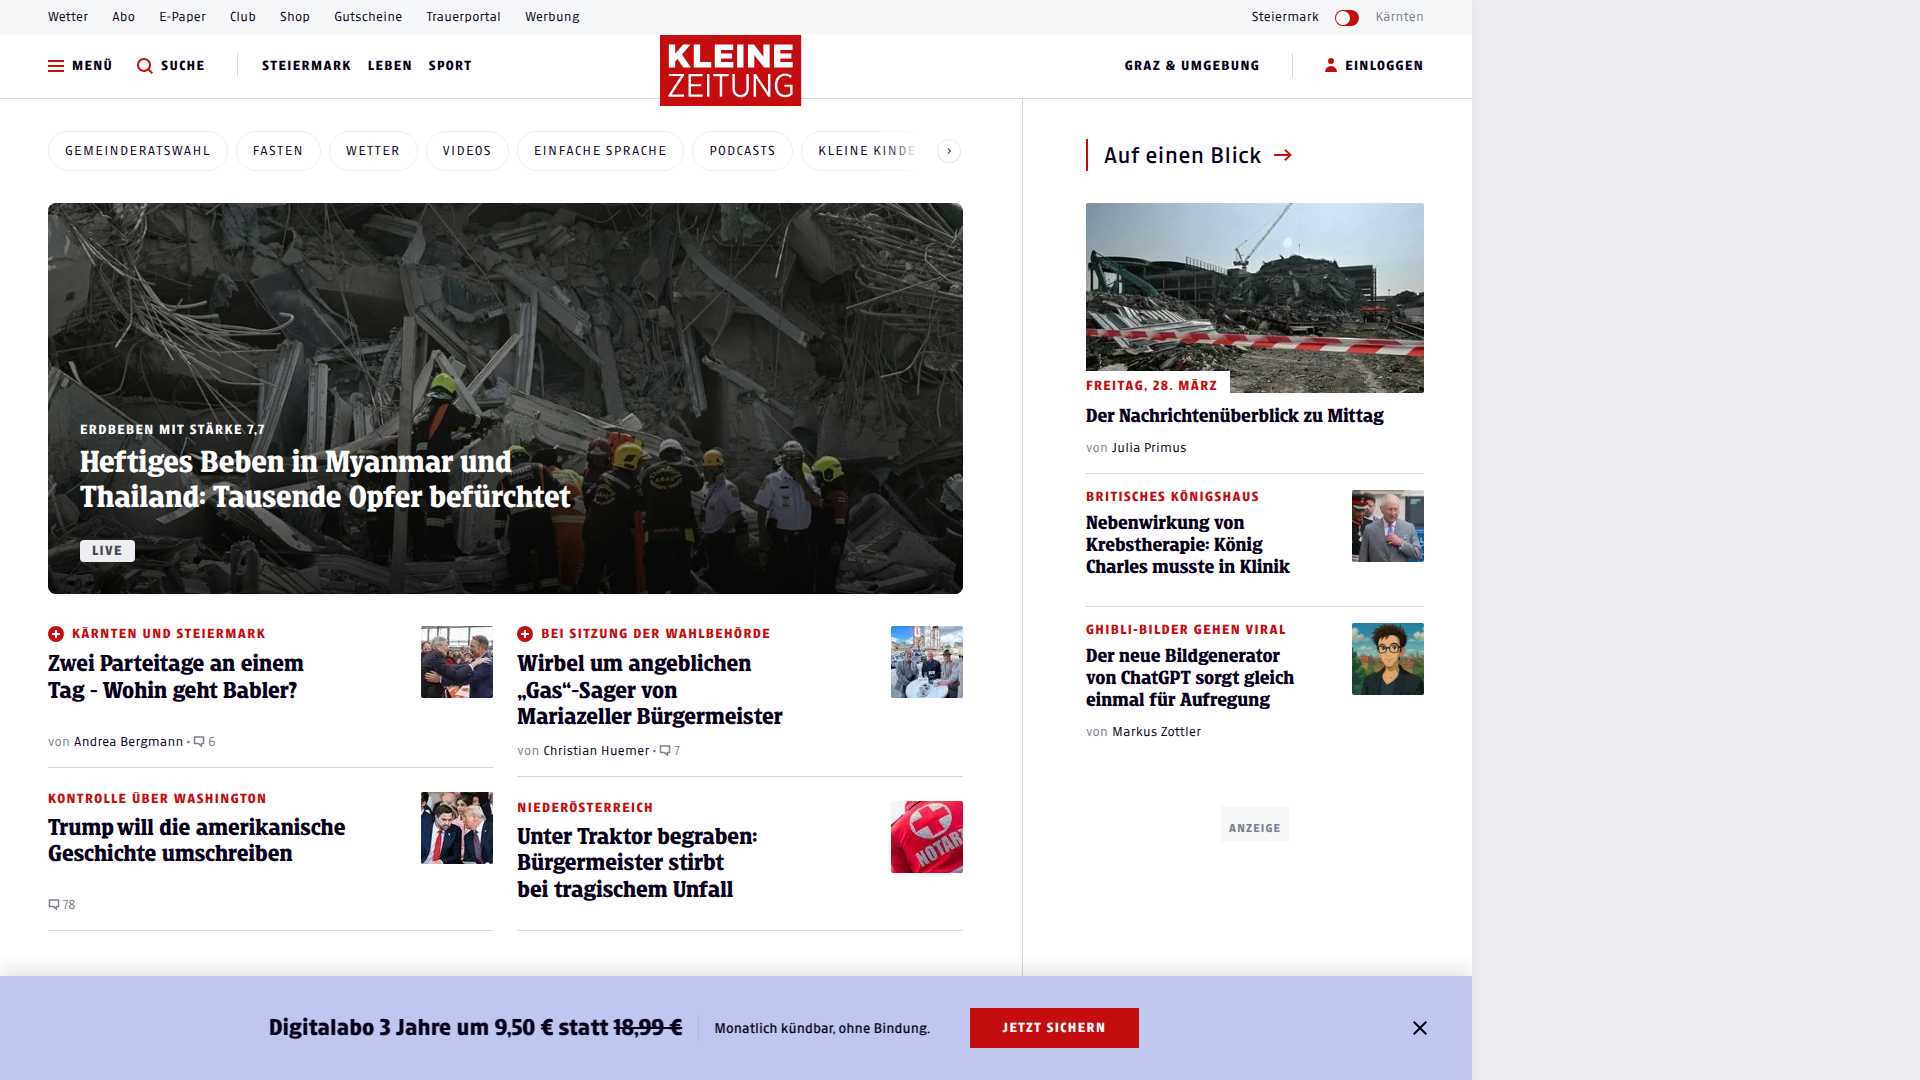 Wetter Abo E-Paper Club Shop Gutscheine Trauerportal Werbung Steiermark Kärnten
MENÜ SUCHE STEIERMARK LEBEN SPORT KLEINE ZEITUNG GRAZ & UMGEBUNG EINLOGGEN
GEMEINDERATSWAHL FASTEN WETTER VIDEOS EINFACHE SPRACHE PODCASTS KLEINE KINDE
ERDBEBEN MIT STÄRKE 7,7
Heftiges Beben in Myanmar und
Thailand: Tausende Opfer befürchtet
LIVE
KÄRNTEN UND STEIERMARK
Zwei Parteitage an einem
Tag - Wohin geht Babler?
von Andrea Bergmann · 6
KONTROLLE ÜBER WASHINGTON
Trump will die amerikanische
Geschichte umschreiben
78
BEI SITZUNG DER WAHLBEHÖRDE
Wirbel um angeblichen
„Gas“-Sager von
Mariazeller Bürgermeister
von Christian Huemer · 7
NIEDERÖSTERREICH
Unter Traktor begraben:
Bürgermeister stirbt
bei tragischem Unfall
NOTAR
Auf einen Blick →
FREITAG, 28. MÄRZ
Der Nachrichtenüberblick zu Mittag
von Julia Primus
BRITISCHES KÖNIGSHAUS
Nebenwirkung von
Krebstherapie: König
Charles musste in Klinik
GHIBLI-BILDER GEHEN VIRAL
Der neue Bildgenerator
von ChatGPT sorgt gleich
einmal für Aufregung
von Markus Zottler
ANZEIGE
Digitalabo 3 Jahre um 9,50 € statt 18,99 € Monatlich kündbar, ohne Bindung. JETZT SICHERN